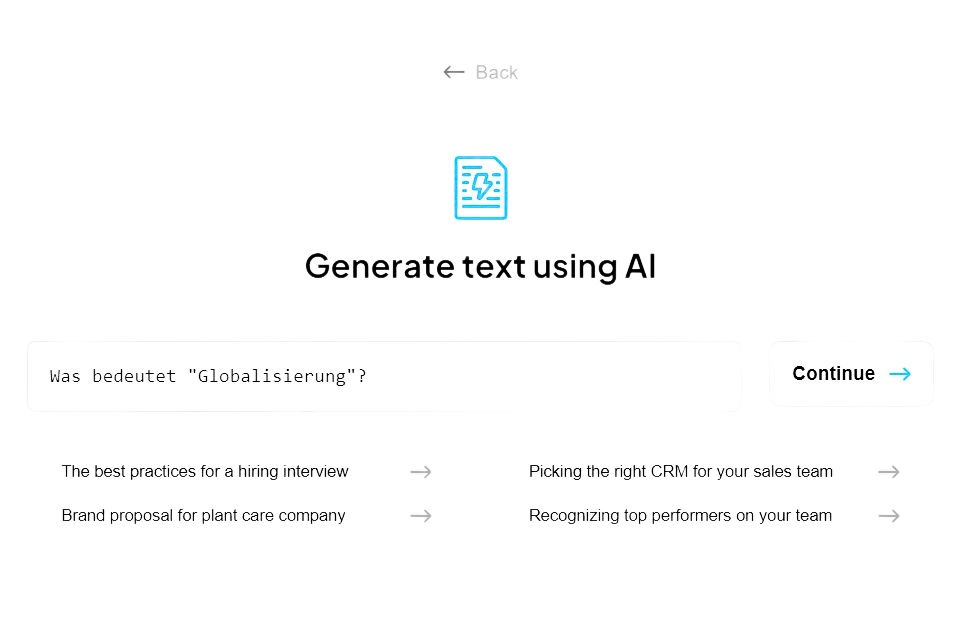 Back
Generate text using AI
Was bedeutet "Globalisierung"?
Continue
The best practices for a hiring interview
Picking the right CRM for your sales team
Brand proposal for plant care company
Recognizing top performers on your team